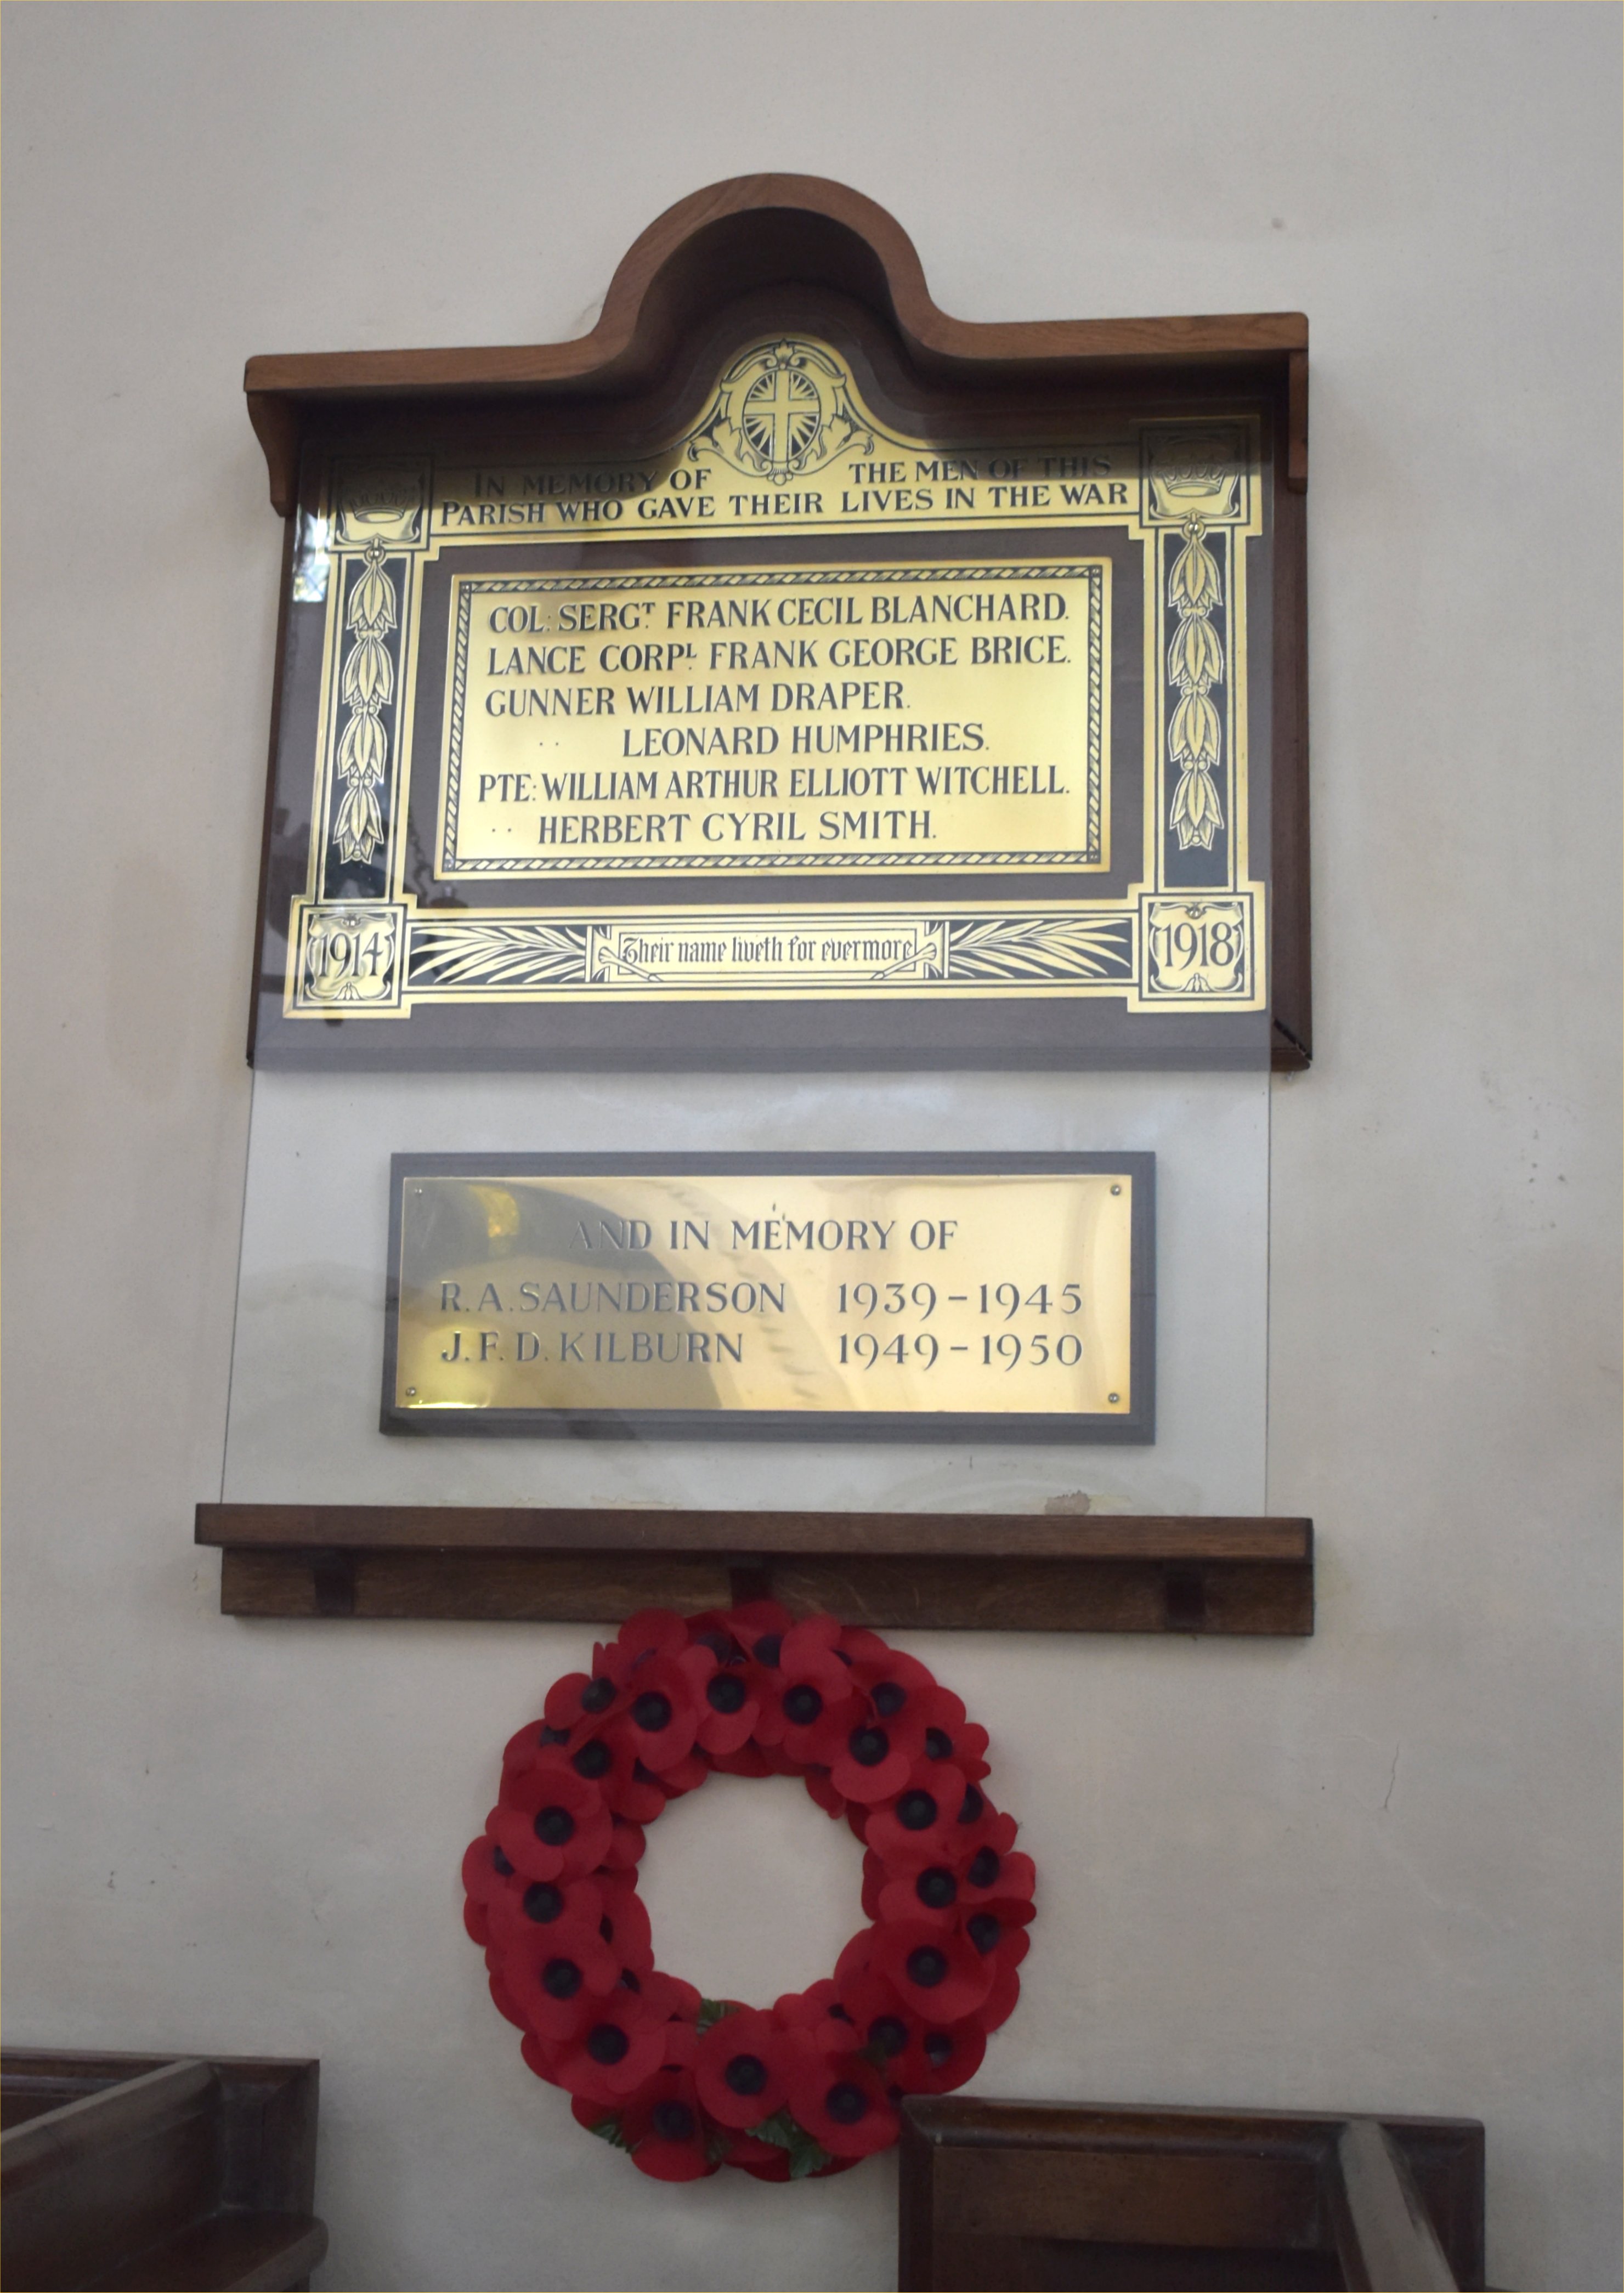 IN MEMORY OF THE MEN OF THIS
PARISH WHO GAVE THEIR LIVES IN THE WAR
COL: SERGT. FRANK CECIL BLANCHARD.
LANCE CORPL. FRANK GEORGE BRICE.
GUNNER WILLIAM DRAPER.
·· LEONARD HUMPHRIES.
PTE: WILLIAM ARTHUR ELLIOTT WITCHELL.
·· HERBERT CYRIL SMITH.
1914 Their name liveth for evermore 1918
AND IN MEMORY OF
R. A. SAUNDERSON 1939-1945
J. F. D. KILBURN 1949-1950